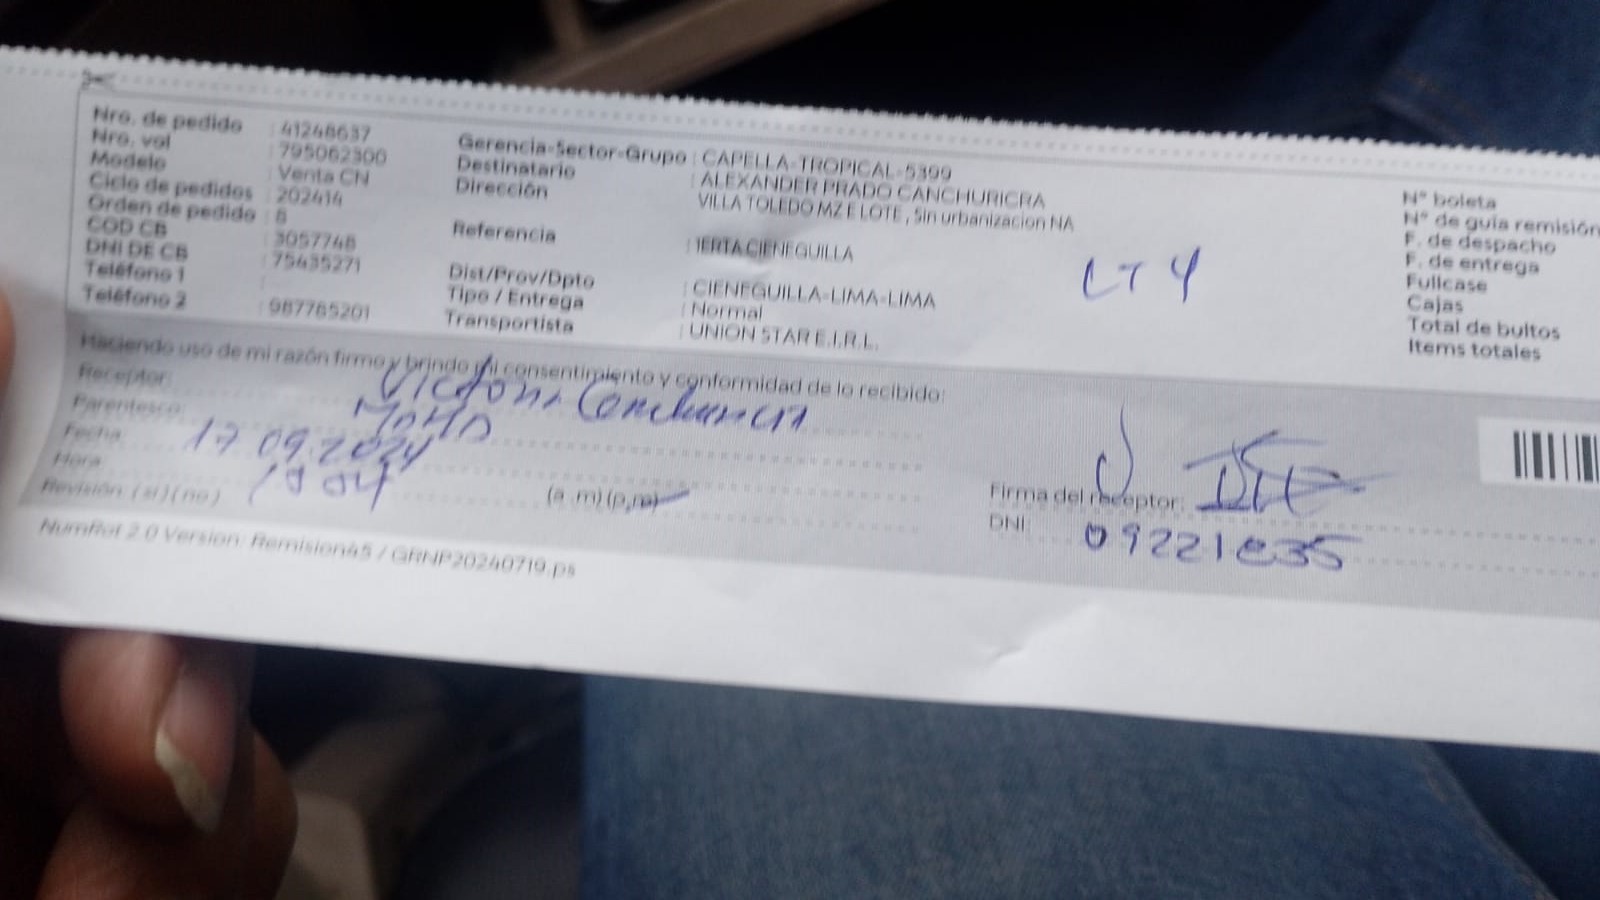 Nro. de pedido : 41248637
Nro. vol : 795062300
Modelo : Venta CN
Ciclo de pedidos : 202414
Orden de pedido : 8
COD CB : 3057748
DNI DE CB : 75435271
Teléfono 1 :
Teléfono 2 : 987785201
Gerencia-Sector-Grupo : CAPELLA-TROPICAL-5399
Destinatario : ALEXANDER PRADO CANCHURICRA
Dirección : VILLA TOLEDO MZ E LOTE , Sin urbanizacion NA
Referencia : IERTA CIENEGUILLA
Dist/Prov/Dpto : CIENEGUILLA-LIMA-LIMA
Tipo / Entrega : Normal
Transportista : UNION STAR E.I.R.L.
LT 4
N° boleta
N° de guía remisión
F. de despacho
F. de entrega
Fullcase
Cajas
Total de bultos
Items totales
Haciendo uso de mi razón firmo y brindo mi consentimiento y conformidad de lo recibido:
Receptor: Victoria
Parentesco:
Fecha: 17 09.2024
Hora: (a .m) (p.m)
Revisión: (si) (no)
Firma del receptor:
DNI:
NumRot 2.0 Version: Remision45 / GRNP20240719.ps